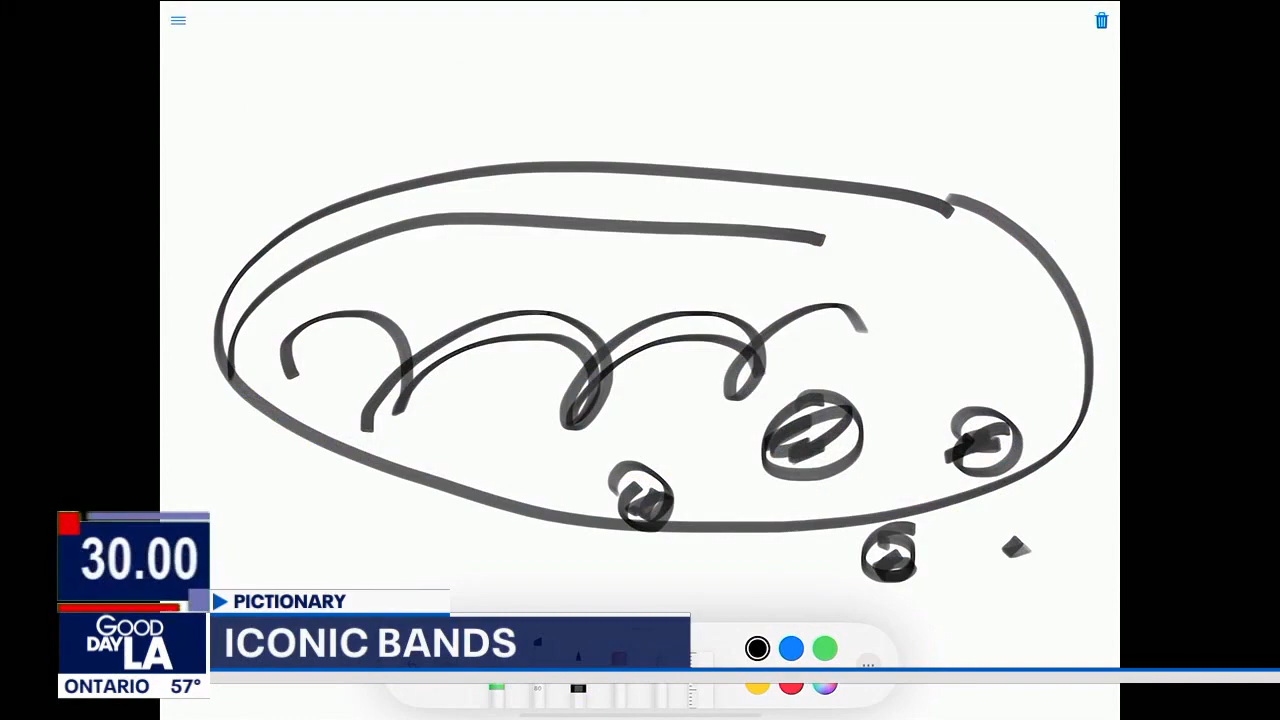 30.00
PICTIONARY
GOOD DAY LA
ICONIC BANDS
ONTARIO 57°